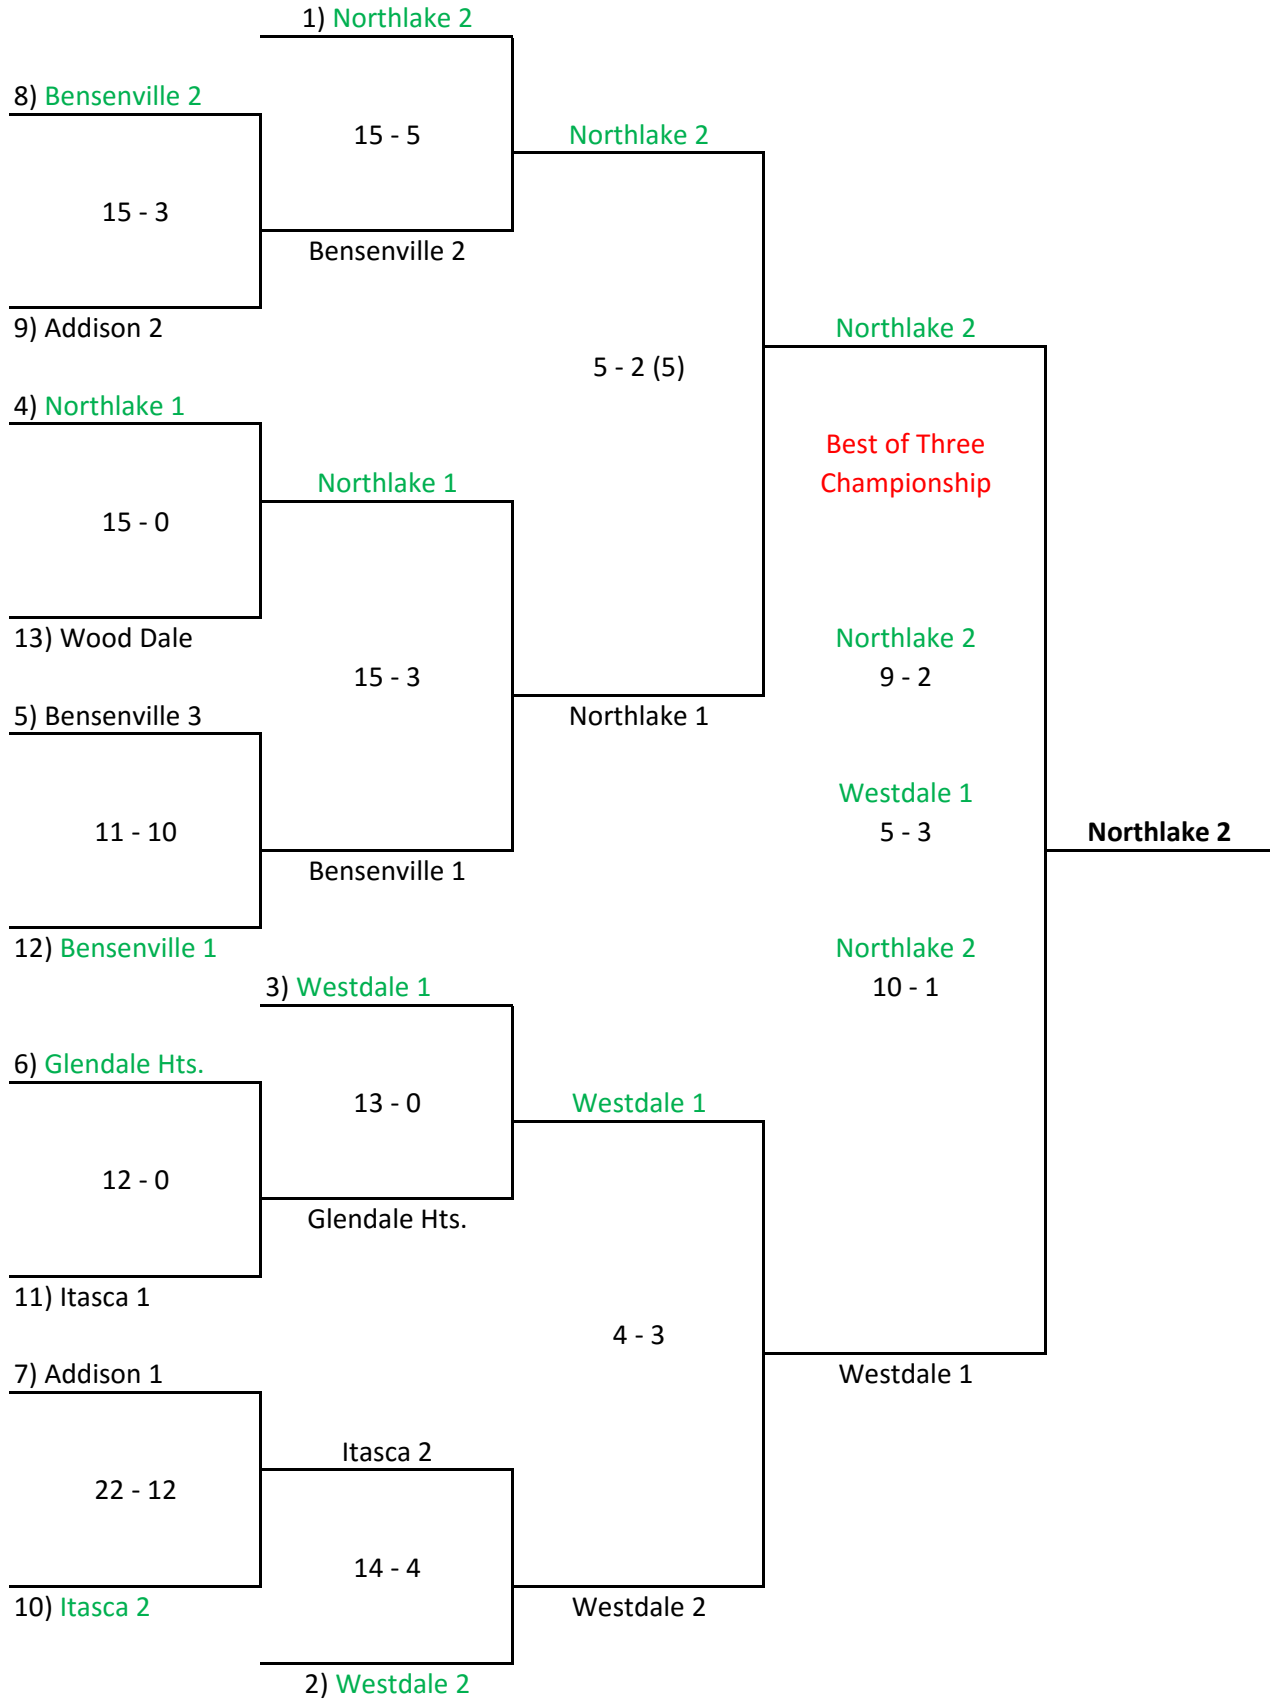 1) Northlake 2
8) Bensenville 2
15 - 5
Northlake 2
15 - 3
Bensenville 2
9) Addison 2
Northlake 2
5 - 2 (5)
4) Northlake 1
Best of Three
Championship
Northlake 1
15 - 0
13) Wood Dale
Northlake 2
15 - 3
9 - 2
5) Bensenville 3
Northlake 1
Westdale 1
11 - 10
5 - 3
Northlake 2
Bensenville 1
12) Bensenville 1
Northlake 2
3) Westdale 1
10 - 1
6) Glendale Hts.
13 - 0
Westdale 1
12 - 0
Glendale Hts.
11) Itasca 1
4 - 3
7) Addison 1
Westdale 1
Itasca 2
22 - 12
14 - 4
10) Itasca 2
Westdale 2
2) Westdale 2